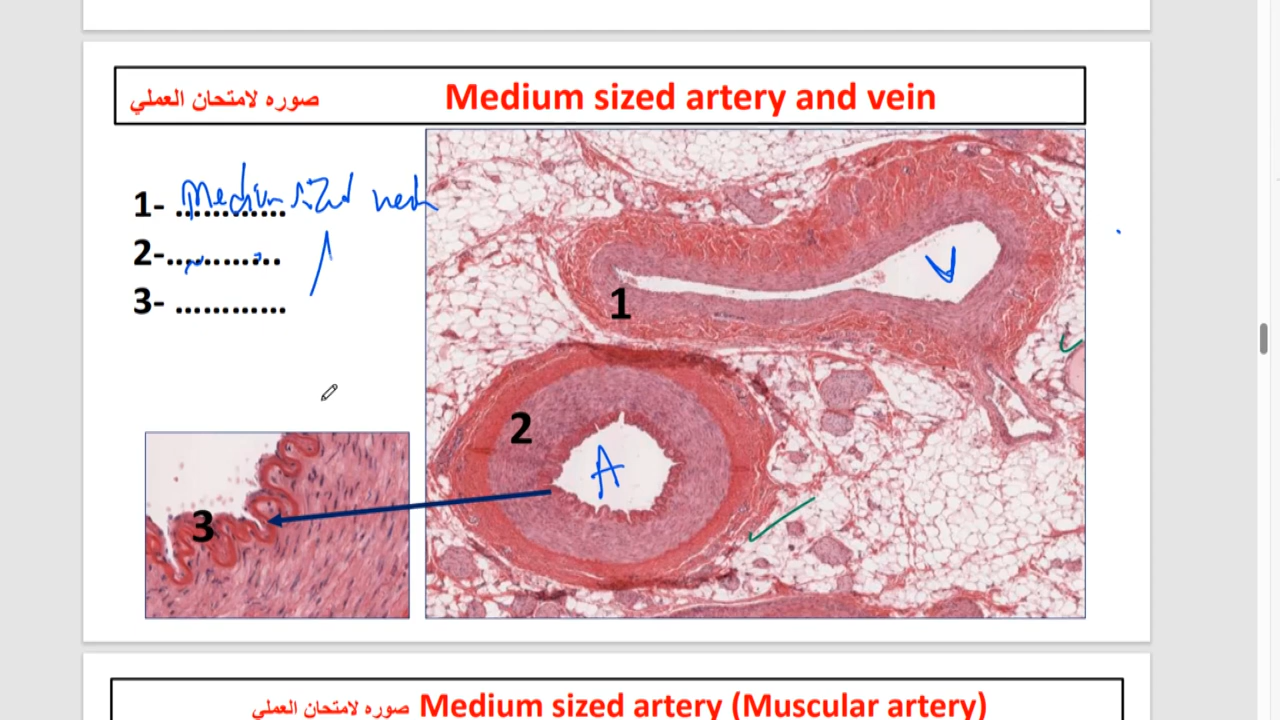 صوره لامتحان العملي Medium sized artery and vein
1- ............ Medium sized
2-...........
3- ............
1
V
2
A
3
صوره لامتحان العملي Medium sized artery (Muscular artery)